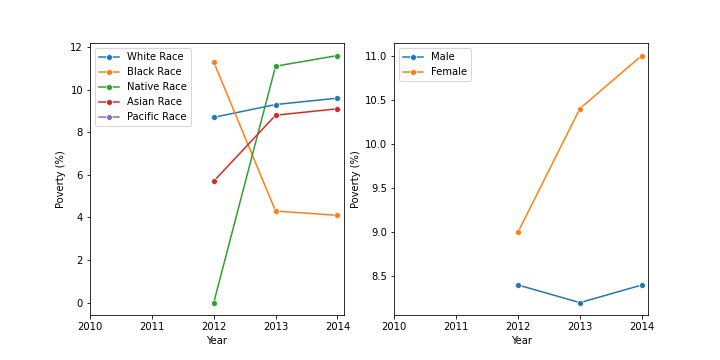 White Race
Black Race
Native Race
Asian Race
Pacific Race
12
10
8
6
4
2
0
Poverty (%)
2010 2011 2012 2013 2014
Year
Male
Female
11.0
10.5
10.0
9.5
9.0
8.5
Poverty (%)
2010 2011 2012 2013 2014
Year